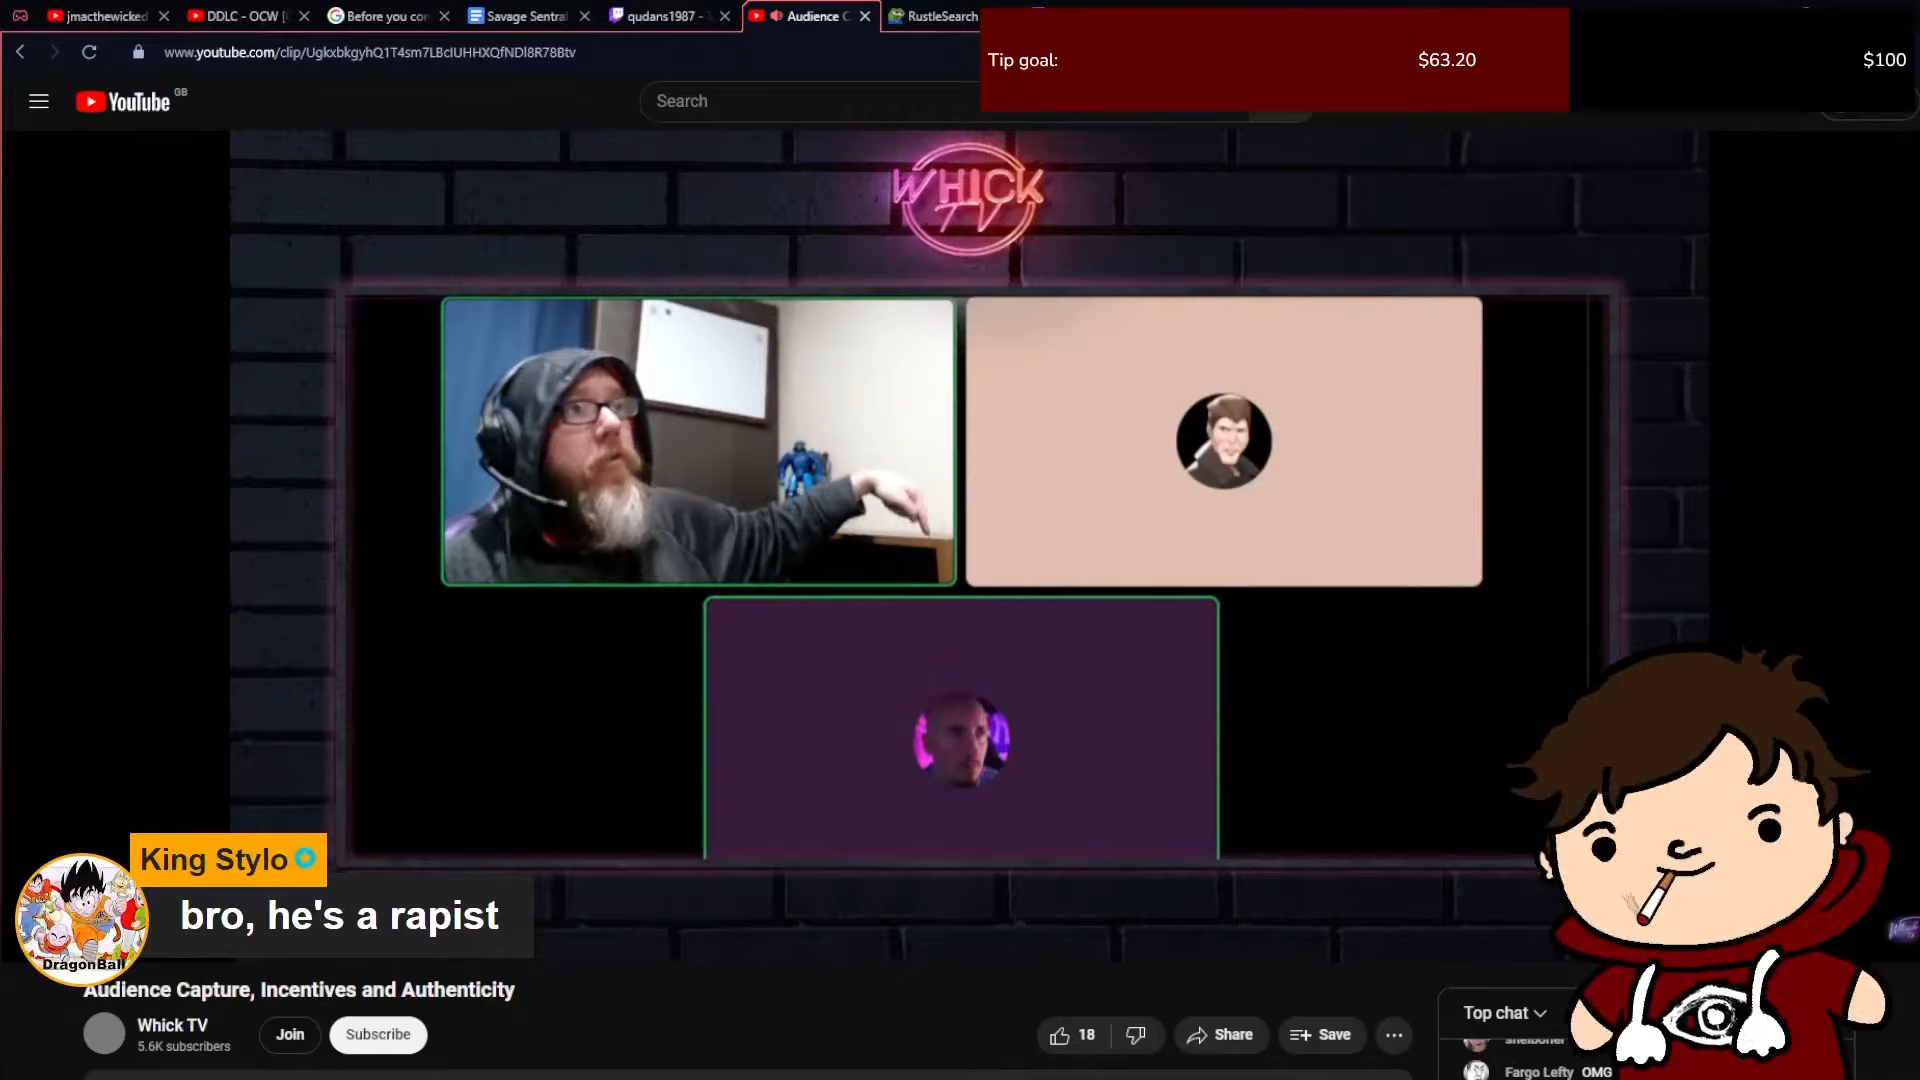 jmacthewicked
DDLC - OCW [
Before you con
Savage Sentral
qudans1987 -
Audience C
RustleSearch
www.youtube.com/clip/UgkxbkgyhQ1T4sm7LBcIUHHXQfNDl8R78Btv
Tip goal:
$63.20
$100
YouTube GB
Search
WHICK
TV
King Stylo
bro, he's a rapist
DragonBall
Audience Capture, Incentives and Authenticity
Whick TV
5.6K subscribers
Join
Subscribe
18
Share
Save
Top chat
Fargo Lefty OMG